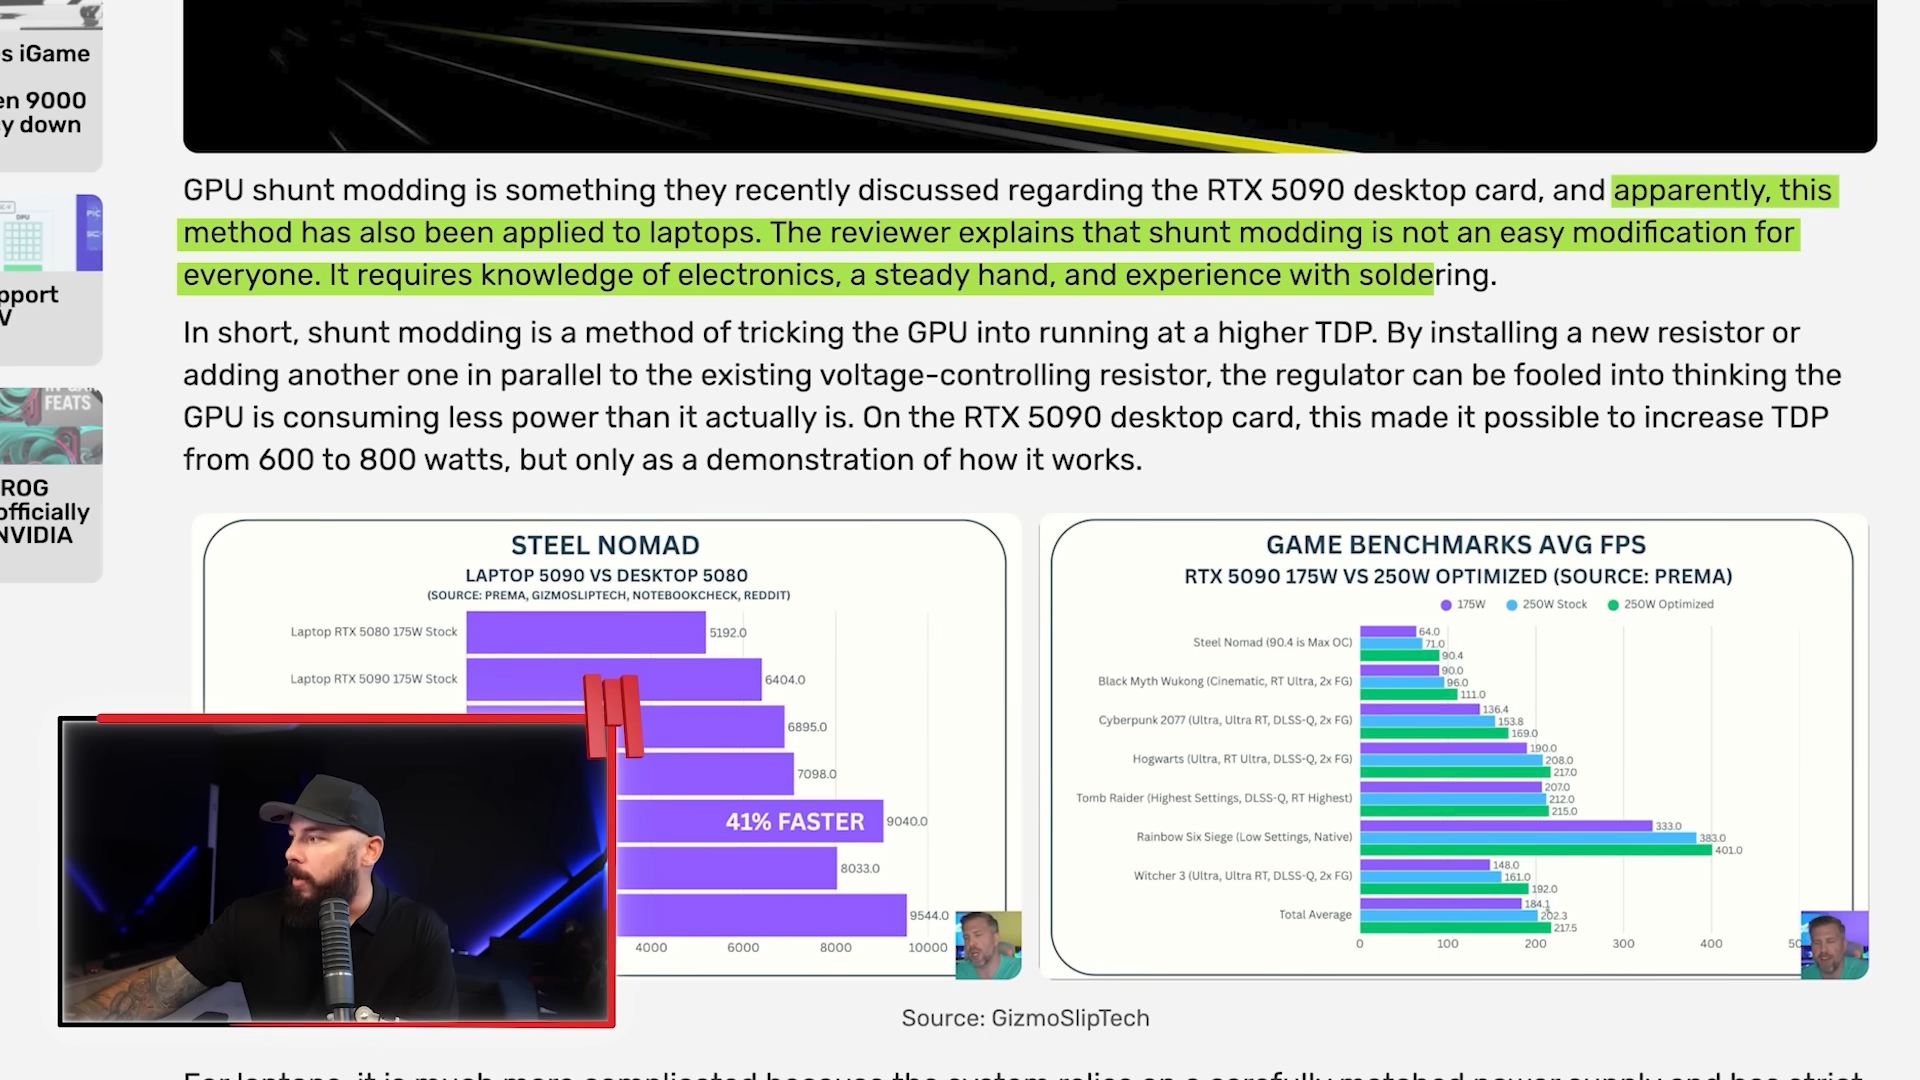 s iGame
en 9000
y down
DPU
PIC
SC-
pport
V
FEATS
ROG
officially
NVIDIA
GPU shunt modding is something they recently discussed regarding the RTX 5090 desktop card, and apparently, this
method has also been applied to laptops. The reviewer explains that shunt modding is not an easy modification for
everyone. It requires knowledge of electronics, a steady hand, and experience with soldering.
In short, shunt modding is a method of tricking the GPU into running at a higher TDP. By installing a new resistor or
adding another one in parallel to the existing voltage-controlling resistor, the regulator can be fooled into thinking the
GPU is consuming less power than it actually is. On the RTX 5090 desktop card, this made it possible to increase TDP
from 600 to 800 watts, but only as a demonstration of how it works.
STEEL NOMAD
LAPTOP 5090 VS DESKTOP 5080
(SOURCE: PREMA, GIZMOSLIPTECH, NOTEBOOKCHECK, REDDIT)
Laptop RTX 5080 175W Stock 5192.0
Laptop RTX 5090 175W Stock 6404.0
6895.0
7098.0
41% FASTER 9040.0
8033.0
9544.0
4000 6000 8000 10000
GAME BENCHMARKS AVG FPS
RTX 5090 175W VS 250W OPTIMIZED (SOURCE: PREMA)
175W 250W Stock 250W Optimized
Steel Nomad (90.4 is Max OC) 64.0 71.0 90.4
Black Myth Wukong (Cinematic, RT Ultra, 2x FG) 90.0 96.0 111.0
Cyberpunk 2077 (Ultra, Ultra RT, DLSS-Q, 2x FG) 136.4 153.8 169.0
Hogwarts (Ultra, RT Ultra, DLSS-Q, 2x FG) 190.0 208.0 217.0
Tomb Raider (Highest Settings, DLSS-Q, RT Highest) 207.0 212.0 215.0
Rainbow Six Siege (Low Settings, Native) 333.0 383.0 401.0
Witcher 3 (Ultra, Ultra RT, DLSS-Q, 2x FG) 148.0 161.0 192.0
Total Average 184.1 202.3 217.5
0 100 200 300 400 50
Source: GizmoSlipTech